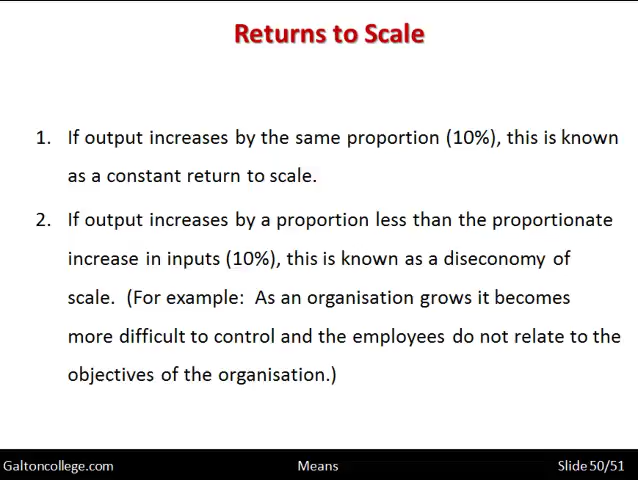 Returns to Scale
1. If output increases by the same proportion (10%), this is known
as a constant return to scale.
2. If output increases by a proportion less than the proportionate
increase in inputs (10%), this is known as a diseconomy of
scale. (For example: As an organisation grows it becomes
more difficult to control and the employees do not relate to the
objectives of the organisation.)
Galtoncollege.com Means Slide 50/51